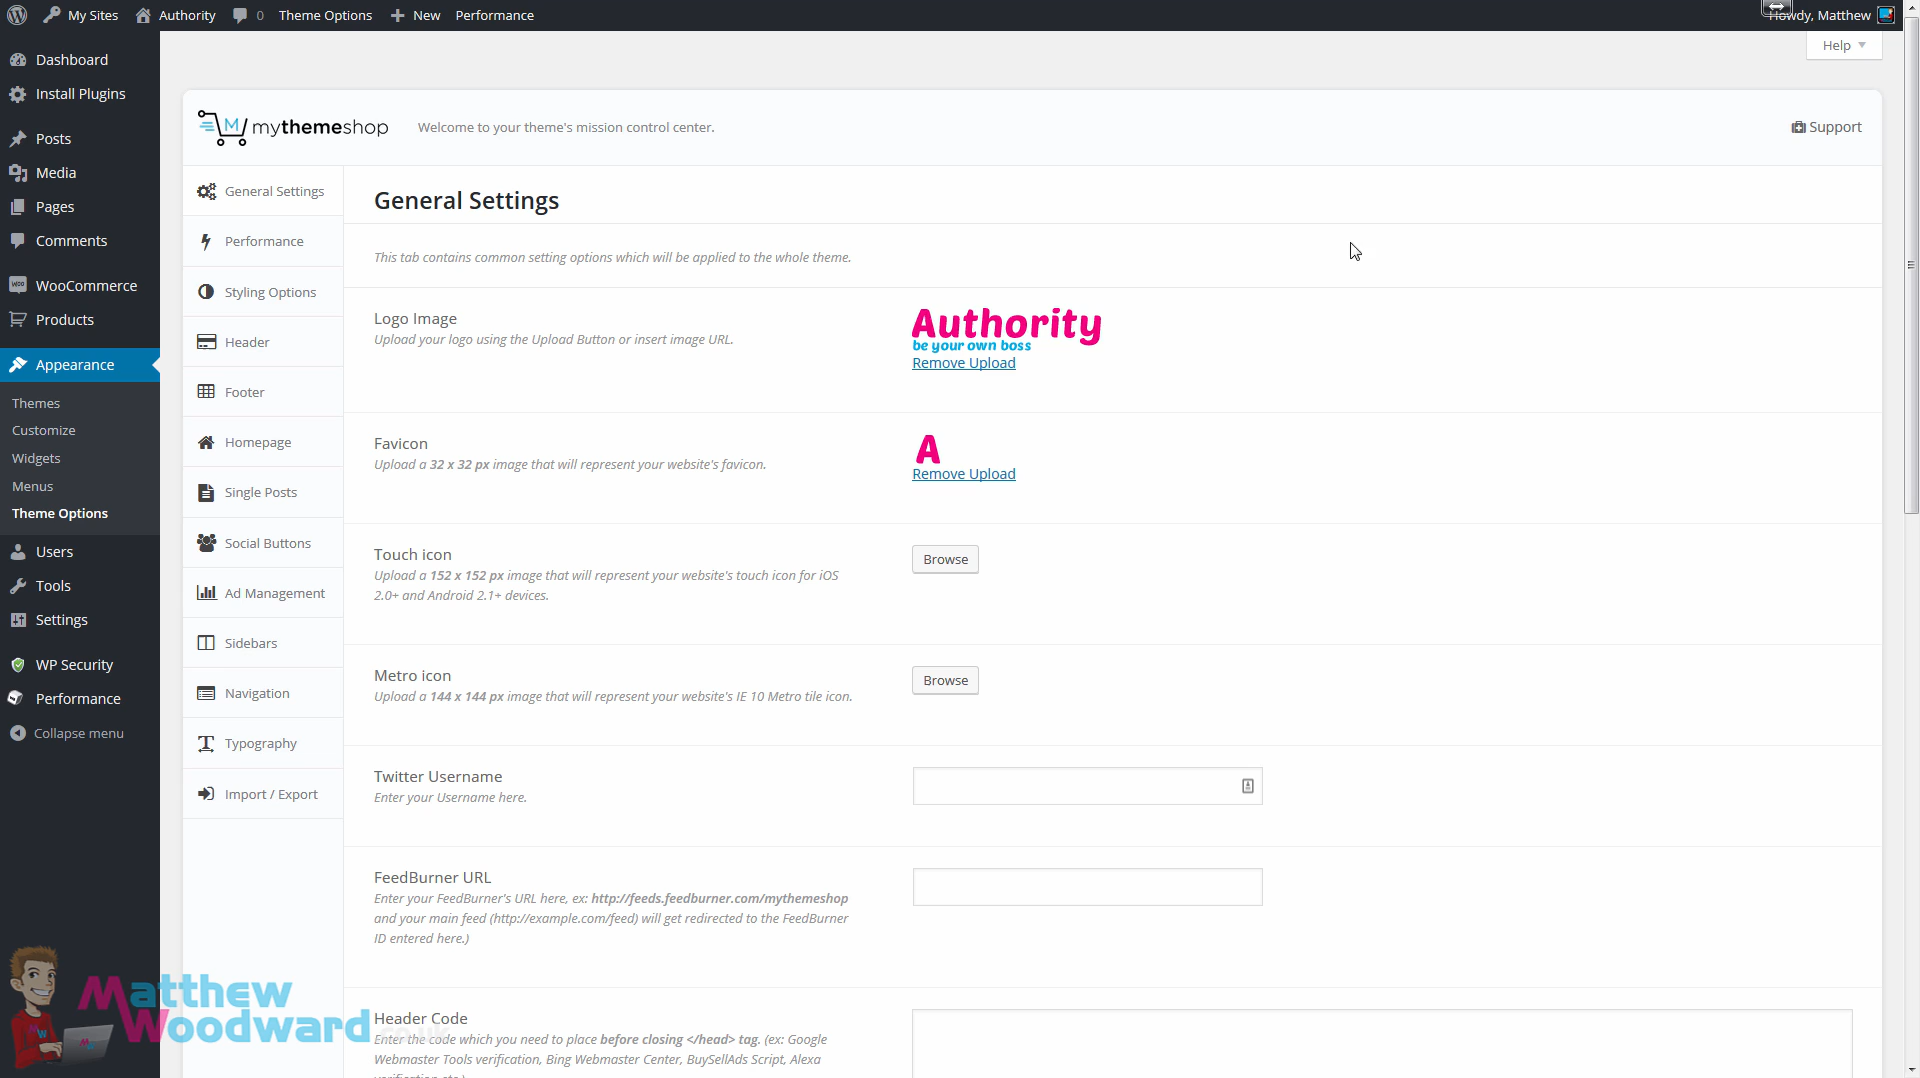 My Sites
Authority
0
Theme Options
New
Performance
Howdy, Matthew
Help
Dashboard
Install Plugins
Posts
Media
Pages
Comments
WooCommerce
Products
Appearance
Themes
Customize
Widgets
Menus
Theme Options
Users
Tools
Settings
WP Security
Performance
Collapse menu
mythemeshop
Welcome to your theme's mission control center.
Support
General Settings
Performance
Styling Options
Header
Footer
Homepage
Single Posts
Social Buttons
Ad Management
Sidebars
Navigation
Typography
Import / Export
General Settings
This tab contains common setting options which will be applied to the whole theme.
Logo Image
Upload your logo using the Upload Button or insert image URL.
Authority
be your own boss
Remove Upload
Favicon
Upload a 32 x 32 px image that will represent your website's favicon.
A
Remove Upload
Touch icon
Upload a 152 x 152 px image that will represent your website's touch icon for iOS
2.0+ and Android 2.1+ devices.
Browse
Metro icon
Upload a 144 x 144 px image that will represent your website's IE 10 Metro tile icon.
Browse
Twitter Username
Enter your Username here.
FeedBurner URL
Enter your FeedBurner's URL here, ex: http://feeds.feedburner.com/mythemeshop
and your main feed (http://example.com/feed) will get redirected to the FeedBurner
ID entered here.)
Header Code
Enter the code which you need to place before closing </head> tag. (ex: Google
Webmaster Tools verification, Bing Webmaster Center, BuySellAds Script, Alexa
Matthew
Woodward
.co.uk